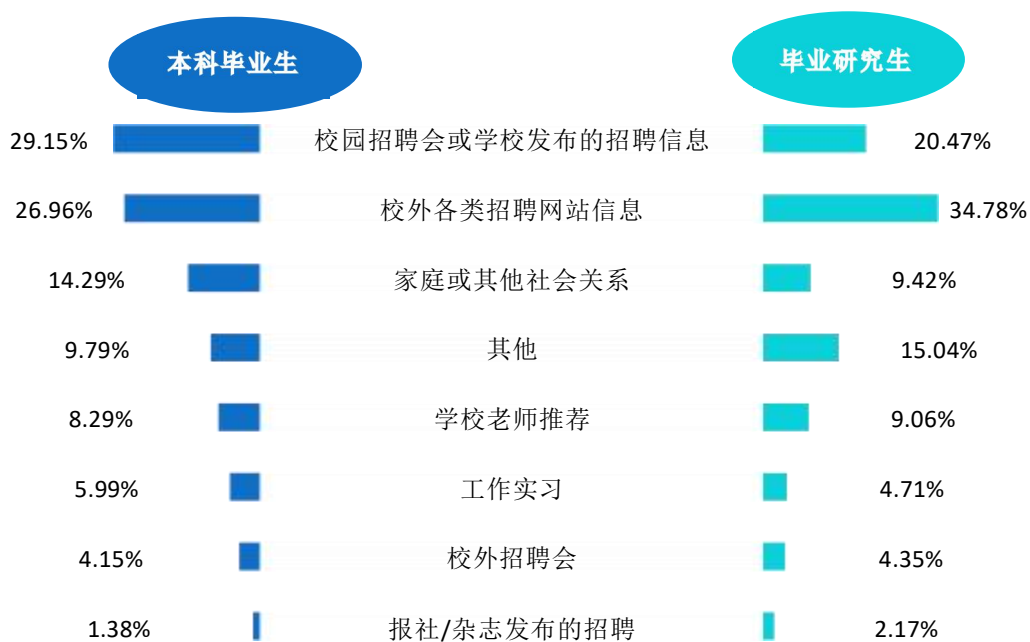 本科毕业生 毕业研究生
29.15% 校园招聘会或学校发布的招聘信息 20.47%
26.96% 校外各类招聘网站信息 34.78%
14.29% 家庭或其他社会关系 9.42%
9.79% 其他 15.04%
8.29% 学校老师推荐 9.06%
5.99% 工作实习 4.71%
4.15% 校外招聘会 4.35%
1.38% 报社/杂志发布的招聘 2.17%